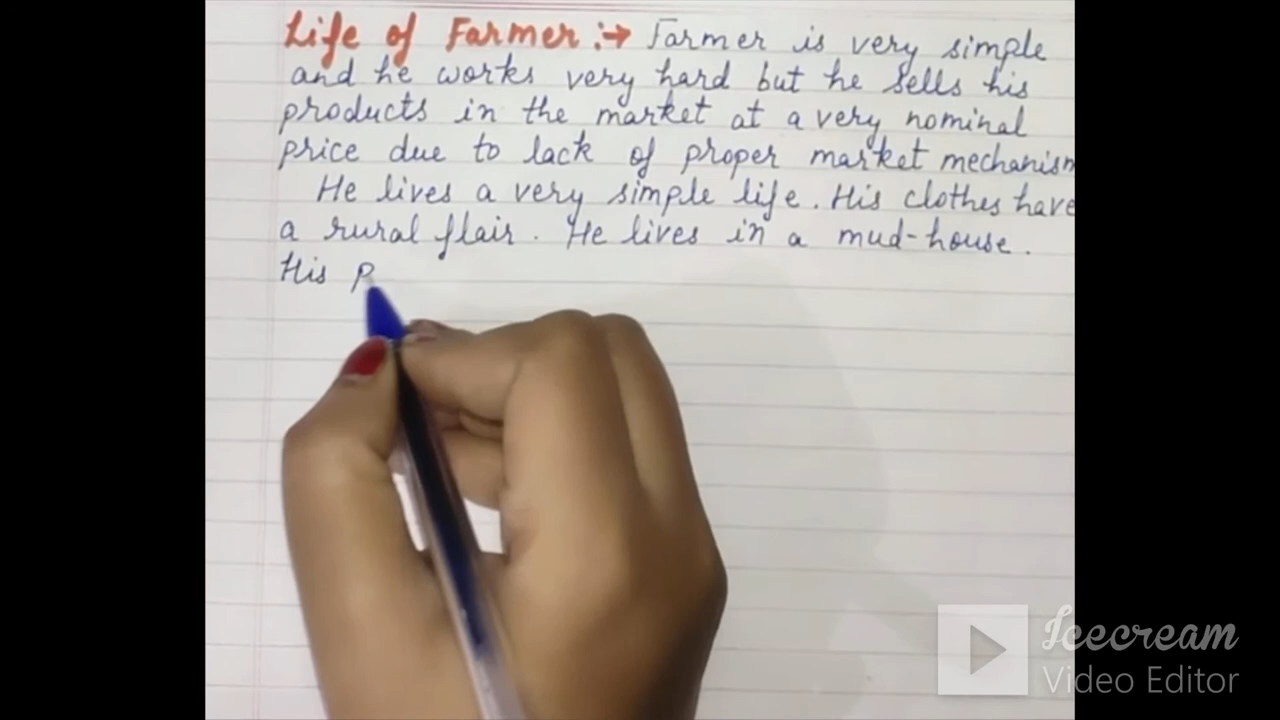 Life of Farmer :→ Farmer is very simple
and he works very hard but he sells his
products in the market at a very nominal
price due to lack of proper market mechanism
He lives a very simple life. His clothes have
a rural flair. He lives in a mud-house.
His P
Icecream
Video Editor